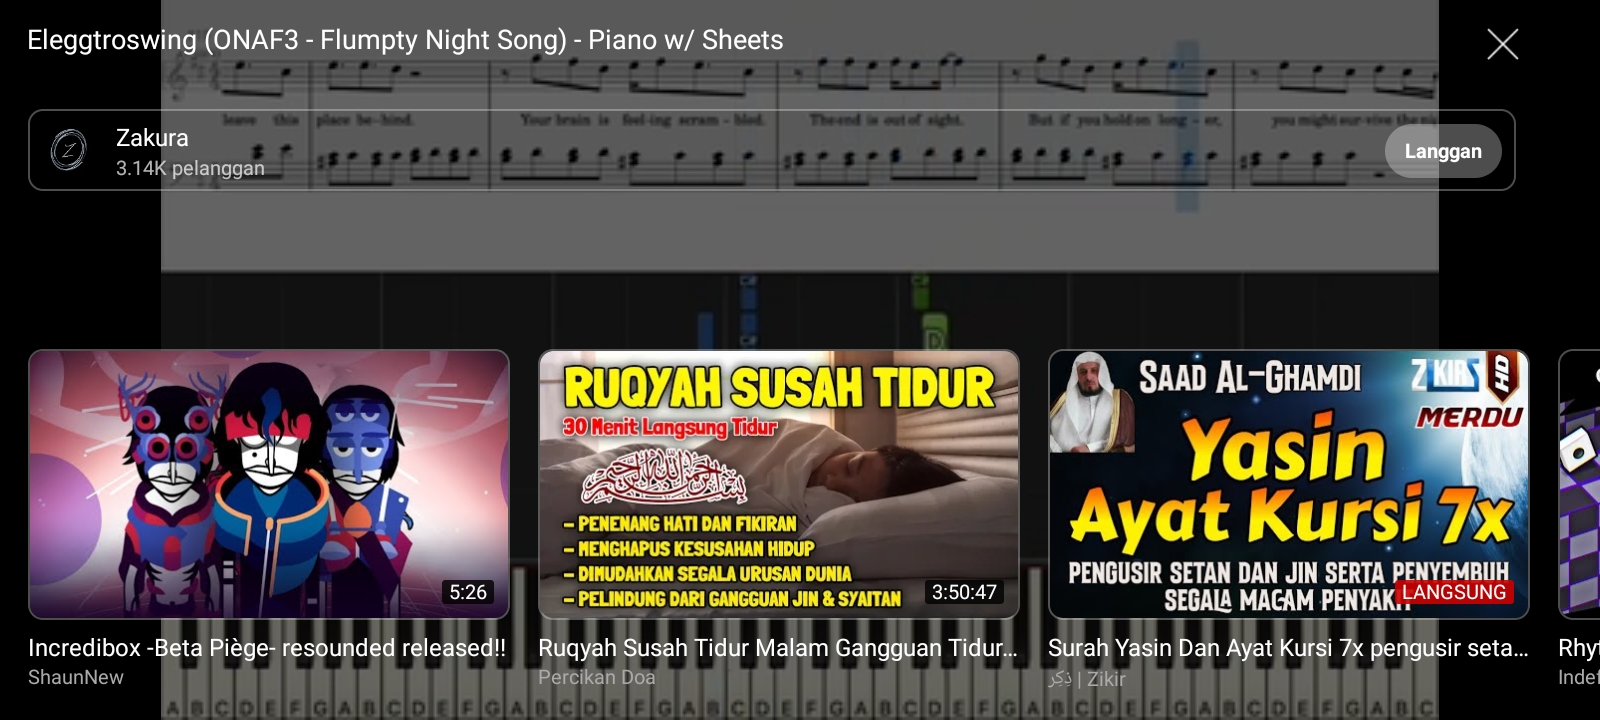 Eleggtroswing (ONAF3 - Flumpty Night Song) - Piano w/ Sheets
leave this place be-hind. Your brain is feel-ing scram - bled. The end is out of sight. But if you hold on long - er, you might sur-vive the
Zakura
3.14K pelanggan
Langgan
D
5:26
RUQYAH SUSAH TIDUR
30 Menit Langsung Tidur
- PENENANG HATI DAN FIKIRAN
- MENGHAPUS KESUSAHAN HIDUP
- DIMUDAHKAN SEGALA URUSAN DUNIA
- PELINDUNG DARI GANGGUAN JIN & SYAITAN
3:50:47
SAAD AL-GHAMDI
ZIKIR HD
MERDU
Yasin
Ayat Kursi 7x
PENGUSIR SETAN DAN JIN SERTA PENYEMBUH
SEGALA MACAM PENYAKIT
LANGSUNG
Incredibox -Beta Piège- resounded released!!
ShaunNew
Ruqyah Susah Tidur Malam Gangguan Tidur...
Percikan Doa
Surah Yasin Dan Ayat Kursi 7x pengusir seta...
ذِكِر | Zikir
Rhy
Indef
A B C D E F G A B C D E F G A B C D E F G A B C D E F G A B C D E F G A B C D E F G A B C D E F G A B C